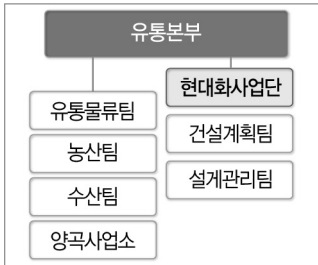 유통본부
유통물류팀
농산팀
수산팀
양곡사업소
현대화사업단
건설계획팀
설게관리팀